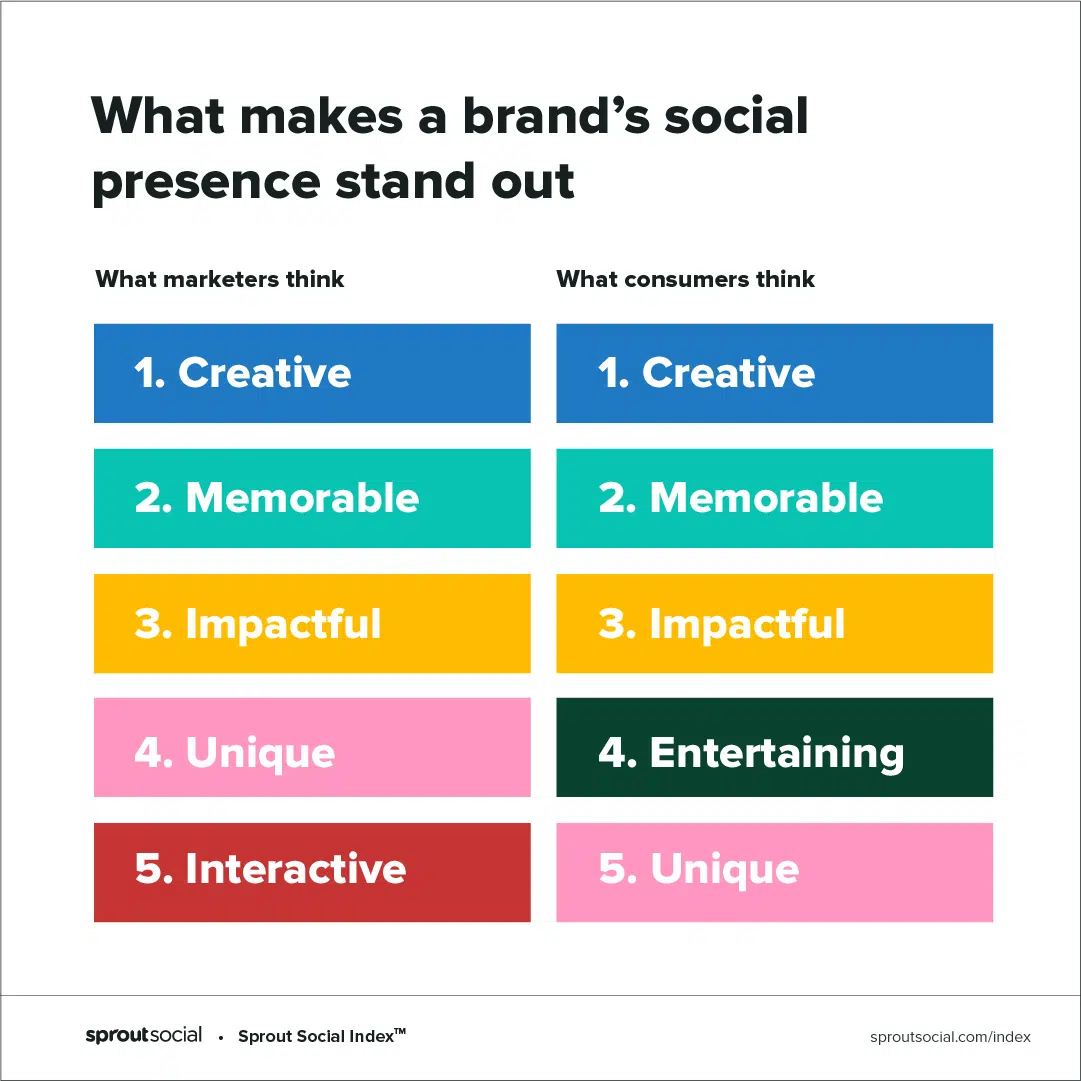 What makes a brand’s social
presence stand out
What marketers think
1. Creative
2. Memorable
3. Impactful
4. Unique
5. Interactive
What consumers think
1. Creative
2. Memorable
3. Impactful
4. Entertaining
5. Unique
sproutsocial • Sprout Social Index™
sproutsocial.com/index